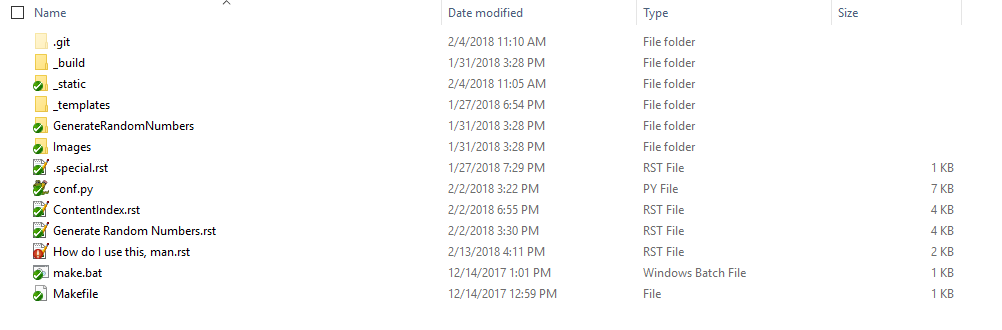 Name Date modified Type Size
.git 2/4/2018 11:10 AM File folder
_build 1/31/2018 3:28 PM File folder
_static 2/4/2018 11:05 AM File folder
_templates 1/27/2018 6:54 PM File folder
GenerateRandomNumbers 1/31/2018 3:28 PM File folder
Images 1/31/2018 3:28 PM File folder
.special.rst 1/27/2018 7:29 PM RST File 1 KB
conf.py 2/2/2018 3:22 PM PY File 7 KB
ContentIndex.rst 2/2/2018 6:55 PM RST File 4 KB
Generate Random Numbers.rst 2/2/2018 3:30 PM RST File 4 KB
How do I use this, man.rst 2/13/2018 4:11 PM RST File 2 KB
make.bat 12/14/2017 1:01 PM Windows Batch File 1 KB
Makefile 12/14/2017 12:59 PM File 1 KB